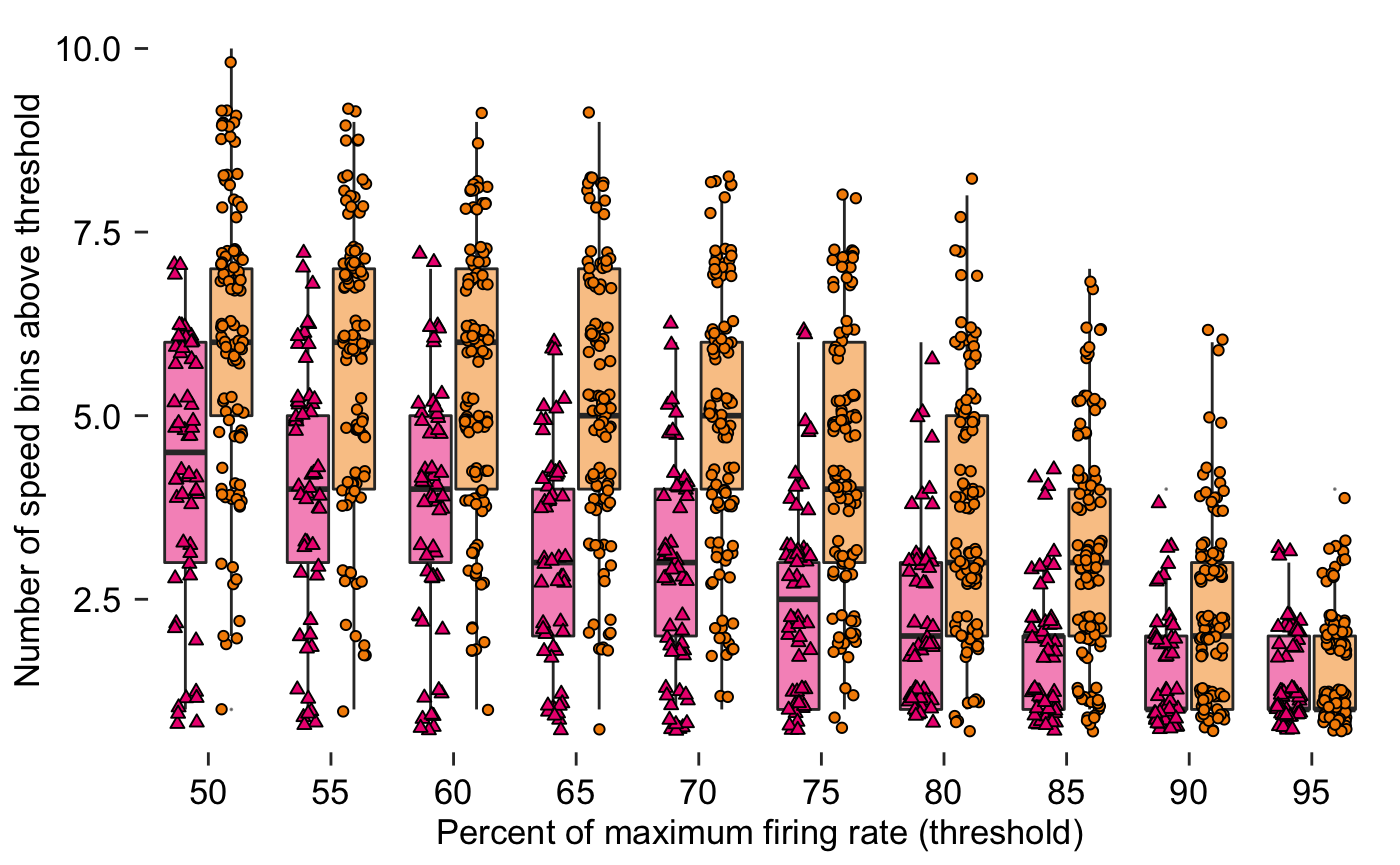 10.0
7.5
5.0
2.5
Number of speed bins above threshold
50 55 60 65 70 75 80 85 90 95
Percent of maximum firing rate (threshold)